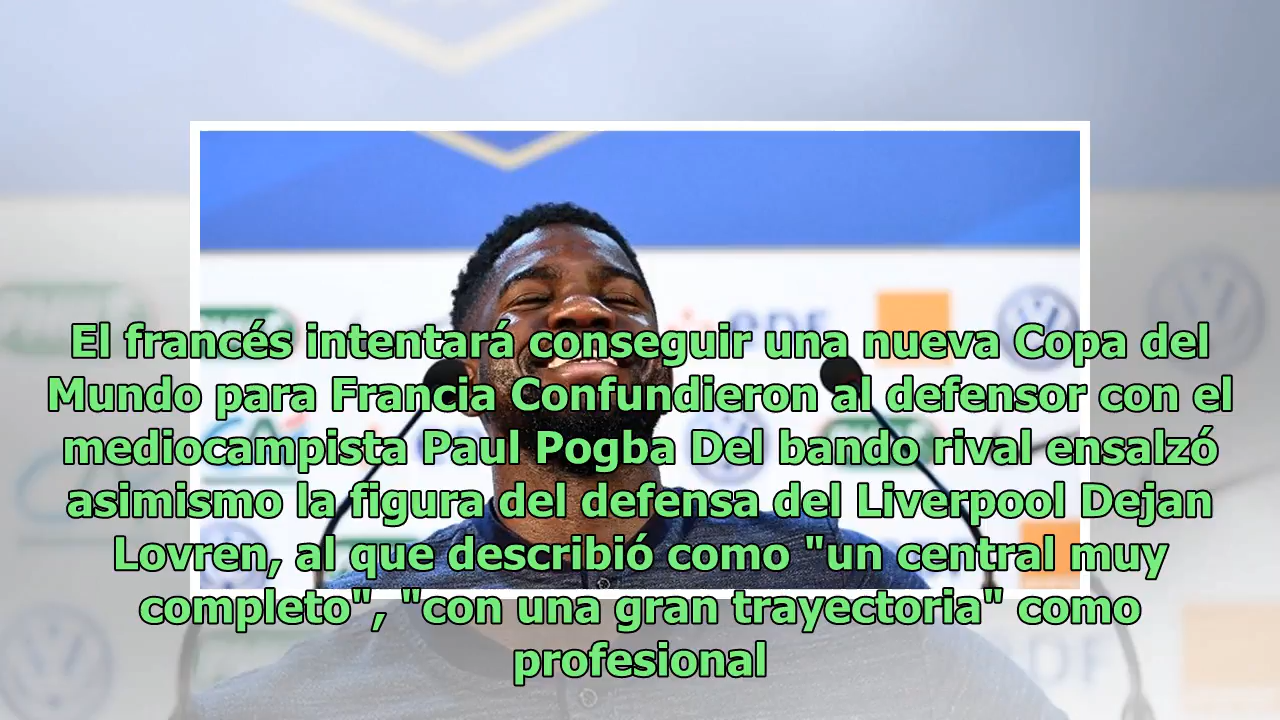 El francés intentará conseguir una nueva Copa del
Mundo para Francia Confundieron al defensor con el
mediocampista Paul Pogba Del bando rival ensalzó
asimismo la figura del defensa del Liverpool Dejan
Lovren, al que describió como "un central muy
completo", "con una gran trayectoria" como
profesional